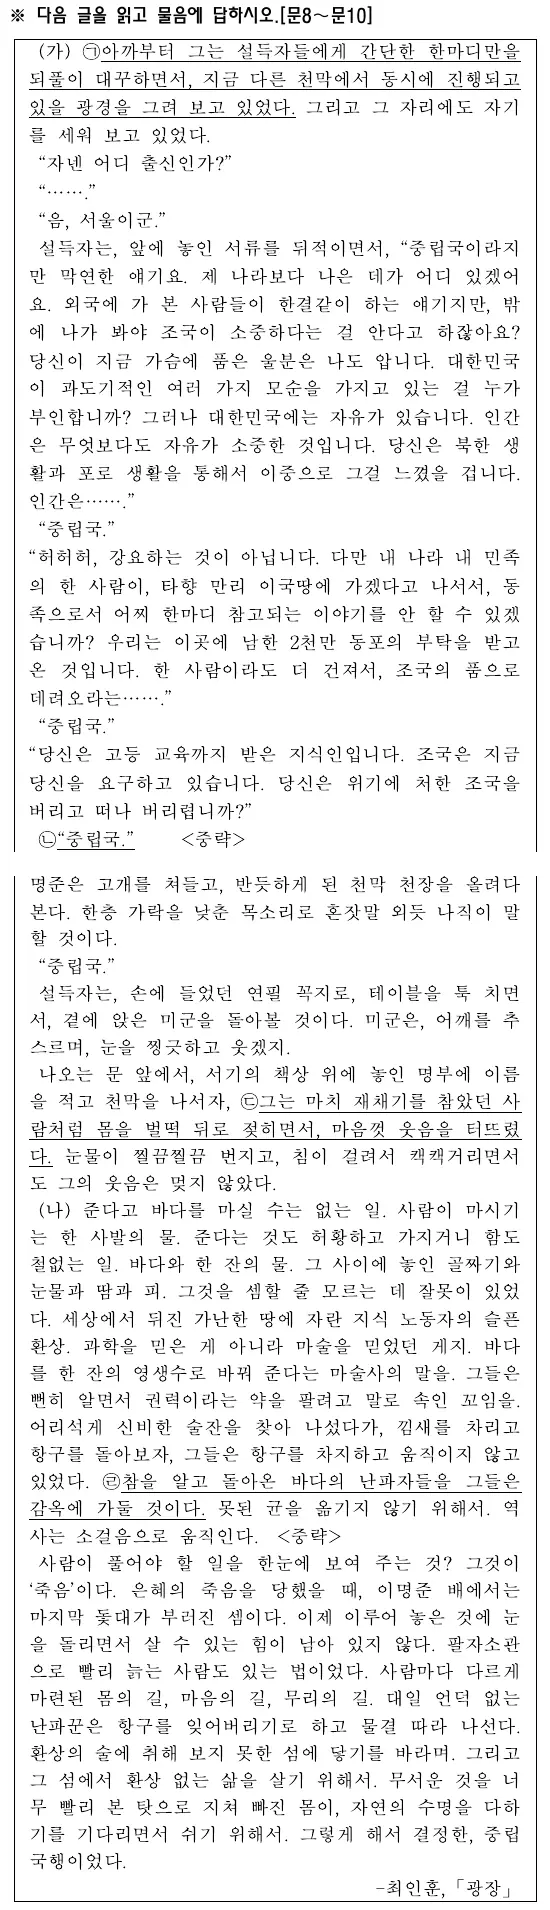 ※ 다음 글을 읽고 물음에 답하시오.[문8～문10]
(가) ㉠아까부터 그는 설득자들에게 간단한 한마디만을
되풀이 대꾸하면서, 지금 다른 천막에서 동시에 진행되고
있을 광경을 그려 보고 있었다. 그리고 그 자리에도 자기
를 세워 보고 있었다.
“자넨 어디 출신인가?”
“…….”
“음, 서울이군.”
설득자는, 앞에 놓인 서류를 뒤적이면서, “중립국이라지
만 막연한 얘기요. 제 나라보다 나은 데가 어디 있겠어
요. 외국에 가 본 사람들이 한결같이 하는 얘기지만, 밖
에 나가 봐야 조국이 소중하다는 걸 안다고 하잖아요?
당신이 지금 가슴에 품은 울분은 나도 압니다. 대한민국
이 과도기적인 여러 가지 모순을 가지고 있는 걸 누가
부인합니까? 그러나 대한민국에는 자유가 있습니다. 인간
은 무엇보다도 자유가 소중한 것입니다. 당신은 북한 생
활과 포로 생활을 통해서 이중으로 그걸 느꼈을 겁니다.
인간은…….”
“중립국.”
“허허허, 강요하는 것이 아닙니다. 다만 내 나라 내 민족
의 한 사람이, 타향 만리 이국땅에 가겠다고 나서서, 동
족으로서 어찌 한마디 참고되는 이야기를 안 할 수 있겠
습니까? 우리는 이곳에 남한 2천만 동포의 부탁을 받고
온 것입니다. 한 사람이라도 더 건져서, 조국의 품으로
데려오라는…….”
“중립국.”
“당신은 고등 교육까지 받은 지식인입니다. 조국은 지금
당신을 요구하고 있습니다. 당신은 위기에 처한 조국을
버리고 떠나 버리렵니까?”
㉡“중립국.” <중략>
명준은 고개를 쳐들고, 반듯하게 된 천막 천장을 올려다
본다. 한층 가락을 낮춘 목소리로 혼잣말 외듯 나직이 말
할 것이다.
“중립국.”
설득자는, 손에 들었던 연필 꼭지로, 테이블을 툭 치면
서, 곁에 앉은 미군을 돌아볼 것이다. 미군은, 어깨를 추
스르며, 눈을 찡긋하고 웃겠지.
나오는 문 앞에서, 서기의 책상 위에 놓인 명부에 이름
을 적고 천막을 나서자, ㉢그는 마치 재채기를 참았던 사
람처럼 몸을 벌떡 뒤로 젖히면서, 마음껏 웃음을 터뜨렸
다. 눈물이 찔끔찔끔 번지고, 침이 걸려서 캑캑거리면서
도 그의 웃음은 멎지 않았다.
(나) 준다고 바다를 마실 수는 없는 일. 사람이 마시기
는 한 사발의 물. 준다는 것도 허황하고 가지거니 함도
철없는 일. 바다와 한 잔의 물. 그 사이에 놓인 골짜기와
눈물과 땀과 피. 그것을 셈할 줄 모르는 데 잘못이 있었
다. 세상에서 뒤진 가난한 땅에 자란 지식 노동자의 슬픈
환상. 과학을 믿은 게 아니라 마술을 믿었던 게지. 바다
를 한 잔의 영생수로 바꿔 준다는 마술사의 말을. 그들은
뻔히 알면서 권력이라는 약을 팔려고 말로 속인 꼬임을.
어리석게 신비한 술잔을 찾아 나섰다가, 낌새를 차리고
항구를 돌아보자, 그들은 항구를 차지하고 움직이지 않고
있었다. ㉣참을 알고 돌아온 바다의 난파자들을 그들은
감옥에 가둘 것이다. 못된 균을 옮기지 않기 위해서. 역
사는 소걸음으로 움직인다. <중략>
사람이 풀어야 할 일을 한눈에 보여 주는 것? 그것이
‘죽음’이다. 은혜의 죽음을 당했을 때, 이명준 배에서는
마지막 돛대가 부러진 셈이다. 이제 이루어 놓은 것에 눈
을 돌리면서 살 수 있는 힘이 남아 있지 않다. 팔자소관
으로 빨리 늙는 사람도 있는 법이었다. 사람마다 다르게
마련된 몸의 길, 마음의 길, 무리의 길. 대일 언덕 없는
난파꾼은 항구를 잊어버리기로 하고 물결 따라 나선다.
환상의 술에 취해 보지 못한 섬에 닿기를 바라며. 그리고
그 섬에서 환상 없는 삶을 살기 위해서. 무서운 것을 너
무 빨리 본 탓으로 지쳐 빠진 몸이, 자연의 수명을 다하
기를 기다리면서 쉬기 위해서. 그렇게 해서 결정한, 중립
국행이었다.
-최인훈,「광장」